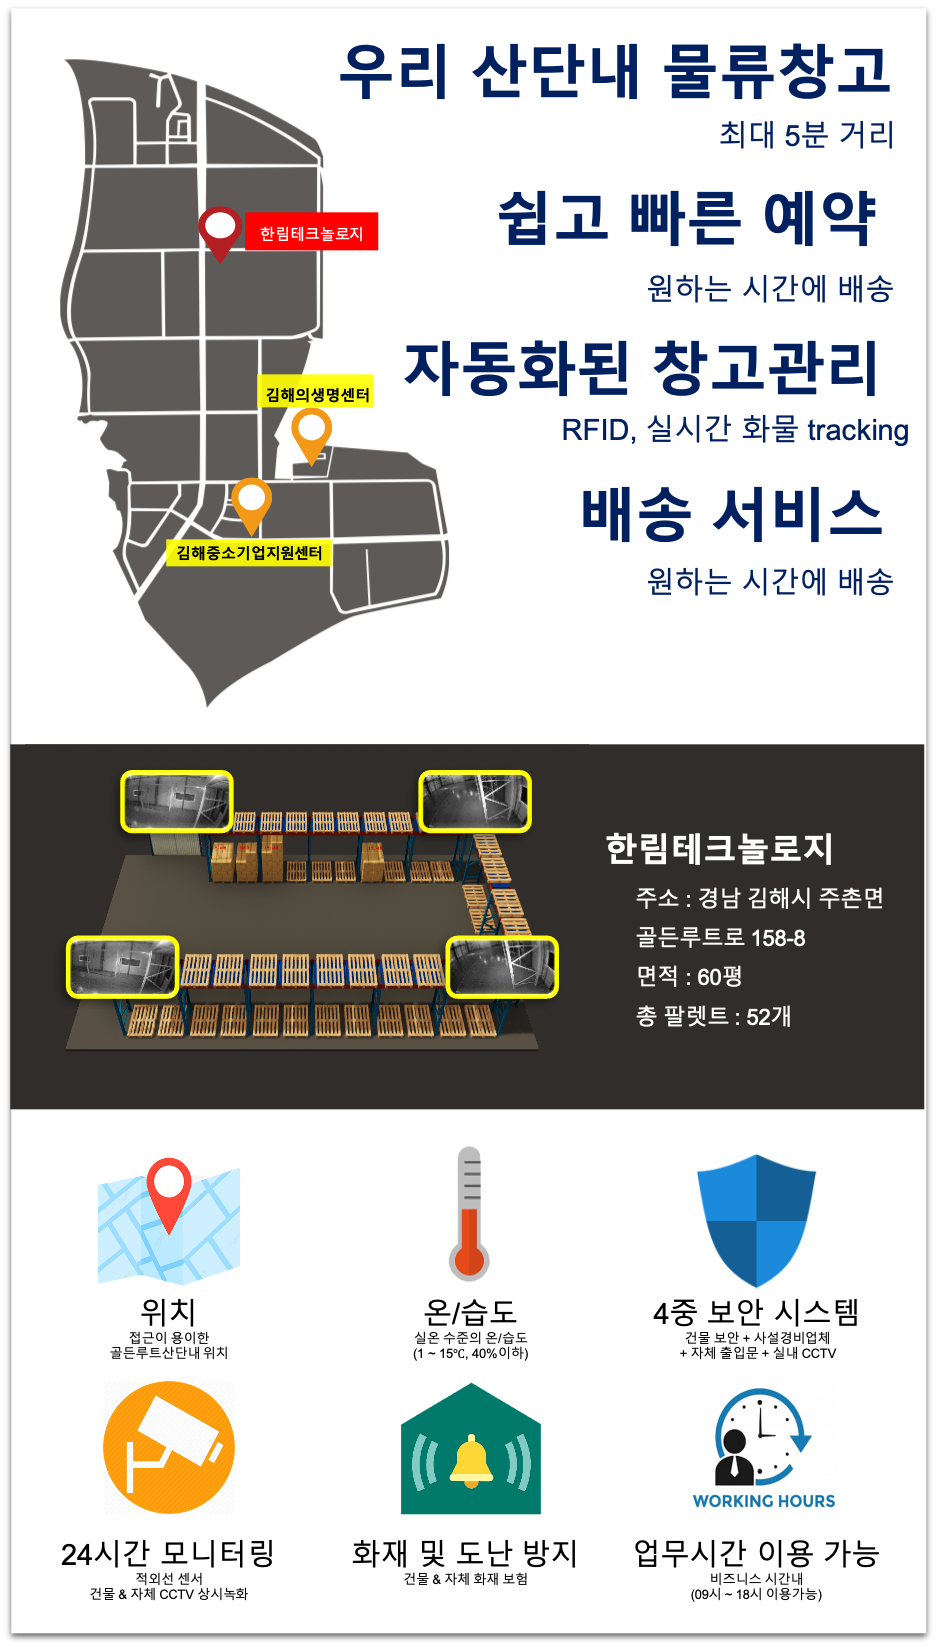 우리 산단내 물류창고
최대 5분 거리
쉽고 빠른 예약
원하는 시간에 배송
자동화된 창고관리
RFID, 실시간 화물 tracking
배송 서비스
원하는 시간에 배송
한림테크놀로지
김해의생명센터
김해중소기업지원센터
한림테크놀로지
주소 : 경남 김해시 주촌면
골든루트로 158-8
면적 : 60평
총 팔렛트 : 52개
위치
접근이 용이한
골든루트산단내 위치
온/습도
실온 수준의 온/습도
(1 ~ 15℃, 40%이하)
4중 보안 시스템
건물 보안 + 사설경비업체
+ 자체 출입문 + 실내 CCTV
24시간 모니터링
적외선 센서
건물 & 자체 CCTV 상시녹화
화재 및 도난 방지
건물 & 자체 화재 보험
WORKING HOURS
업무시간 이용 가능
비즈니스 시간내
(09시 ~ 18시 이용가능)